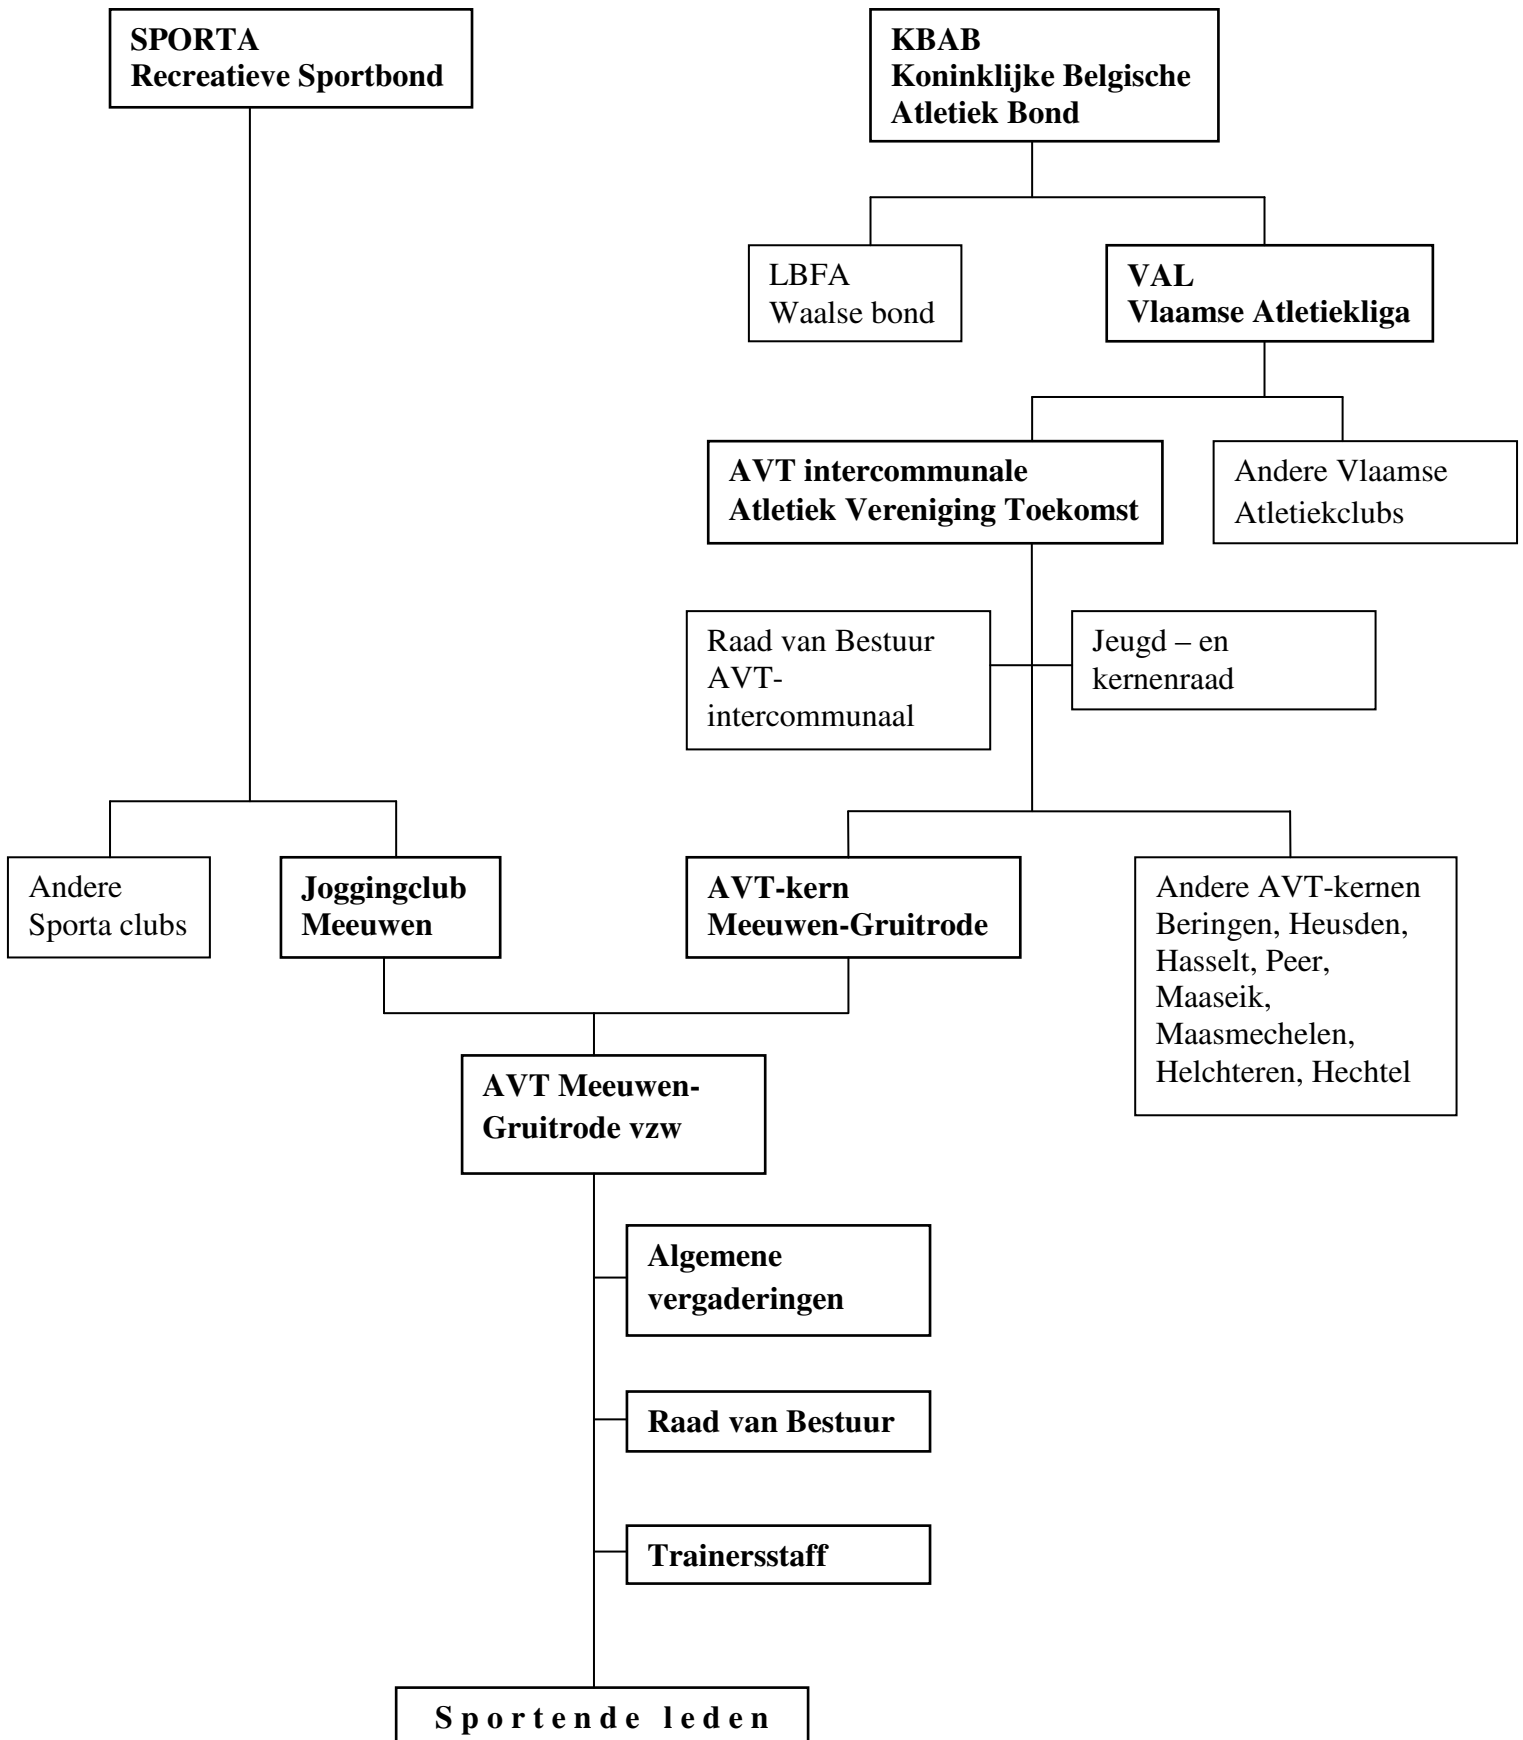 SPORTA
Recreatieve Sportbond
KBAB
Koninklijke Belgische
Atletiek Bond
LBFA
Waalse bond
VAL
Vlaamse Atletiekliga
AVT intercommunale
Atletiek Vereniging Toekomst
Andere Vlaamse
Atletiekclubs
Raad van Bestuur
AVT-
intercommunaal
Jeugd – en
kernenraad
Andere
Sporta clubs
Joggingclub
Meeuwen
AVT-kern
Meeuwen-Gruitrode
Andere AVT-kernen
Beringen, Heusden,
Hasselt, Peer,
Maaseik,
Maasmechelen,
Helchteren, Hechtel
AVT Meeuwen-
Gruitrode vzw
Algemene
vergaderingen
Raad van Bestuur
Trainersstaff
Sportende leden